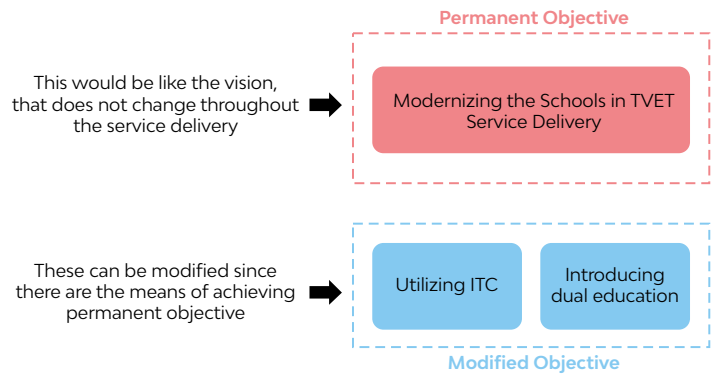 Permanent Objective
This would be like the vision,
that does not change throughout
the service delivery
Modernizing the Schools in TVET
Service Delivery
These can be modified since
there are the means of achieving
permanent objective
Utilizing ITC
Introducing
dual education
Modified Objective